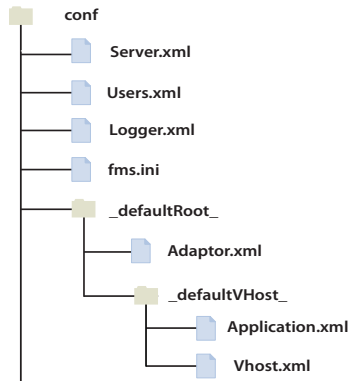 conf
Server.xml
Users.xml
Logger.xml
fms.ini
_defaultRoot_
Adaptor.xml
_defaultVHost_
Application.xml
Vhost.xml